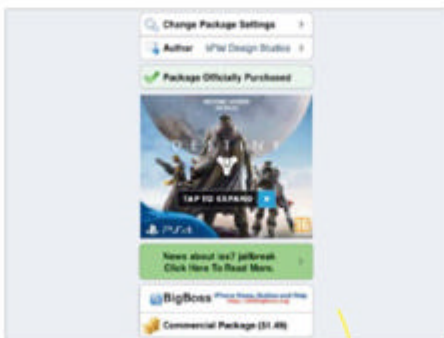 Change Package Settings
Author
Design Studios
Package Officially Purchased
DESTINY
TAP TO EXPAND
PS4
News about ios7 jailbreak
Click Here To Read More.
BigBoss
Commercial Package ($1.49)